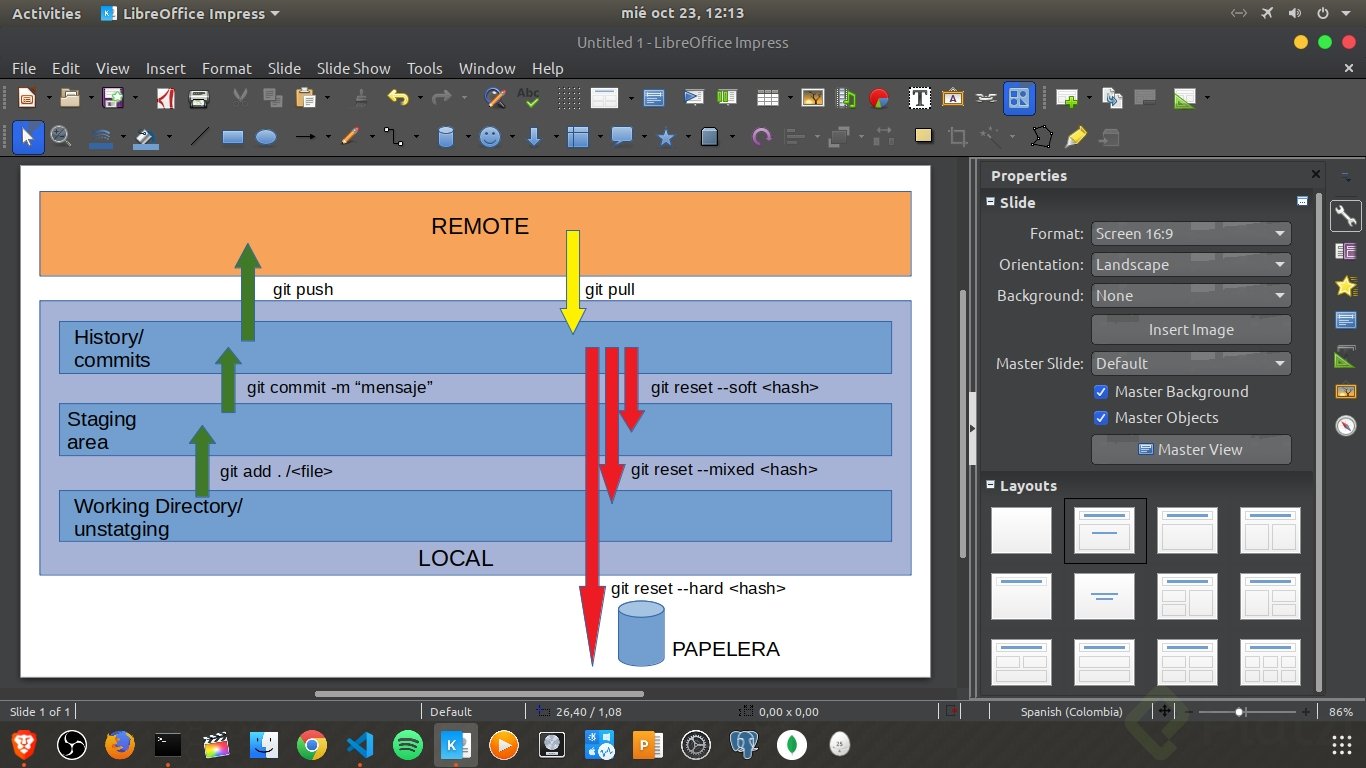 Activities LibreOffice Impress mié oct 23, 12:13
Untitled 1 - LibreOffice Impress
File Edit View Insert Format Slide Slide Show Tools Window Help
Abc
T
A
REMOTE
git push
git pull
History/
commits
git commit -m “mensaje”
git reset --soft <hash>
Staging
area
git add . /<file>
git reset --mixed <hash>
Working Directory/
unstatging
LOCAL
git reset --hard <hash>
PAPELERA
Properties
Slide
Format: Screen 16:9
Orientation: Landscape
Background: None
Insert Image
Master Slide: Default
Master Background
Master Objects
Master View
Layouts
Slide 1 of 1 Default 26,40 / 1,08 0,00 x 0,00 Spanish (Colombia) 86%